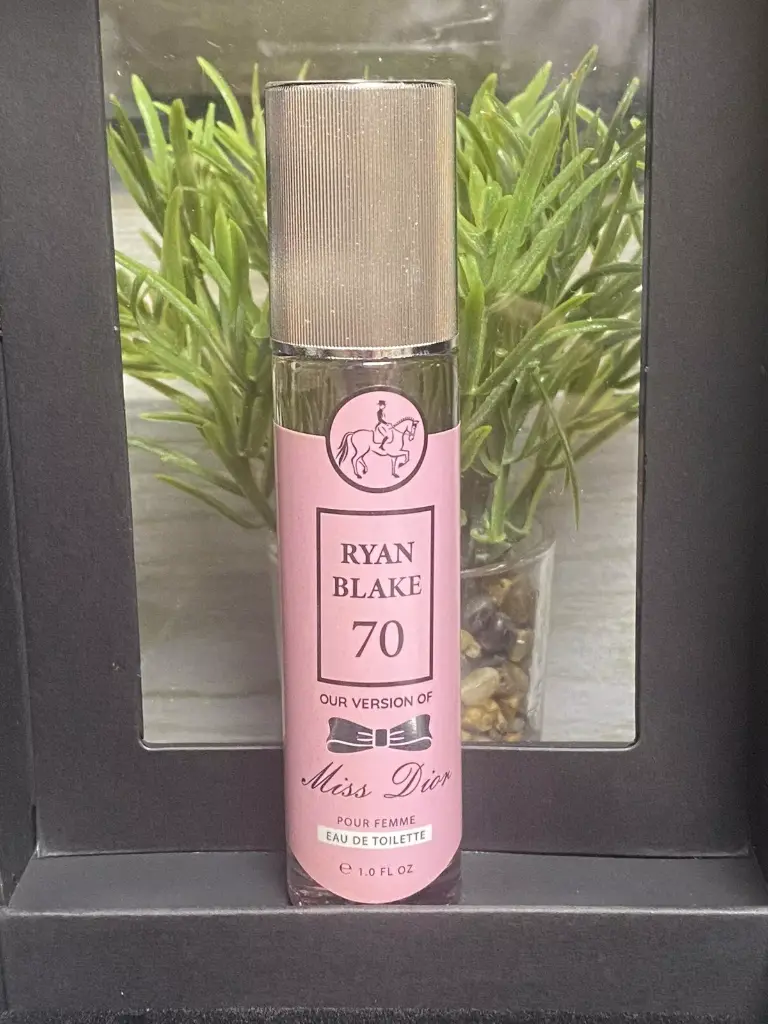 RYAN
BLAKE
70
OUR VERSION OF
Miss Dior
POUR FEMME
EAU DE TOILETTE
℮ 1.0 FL OZ